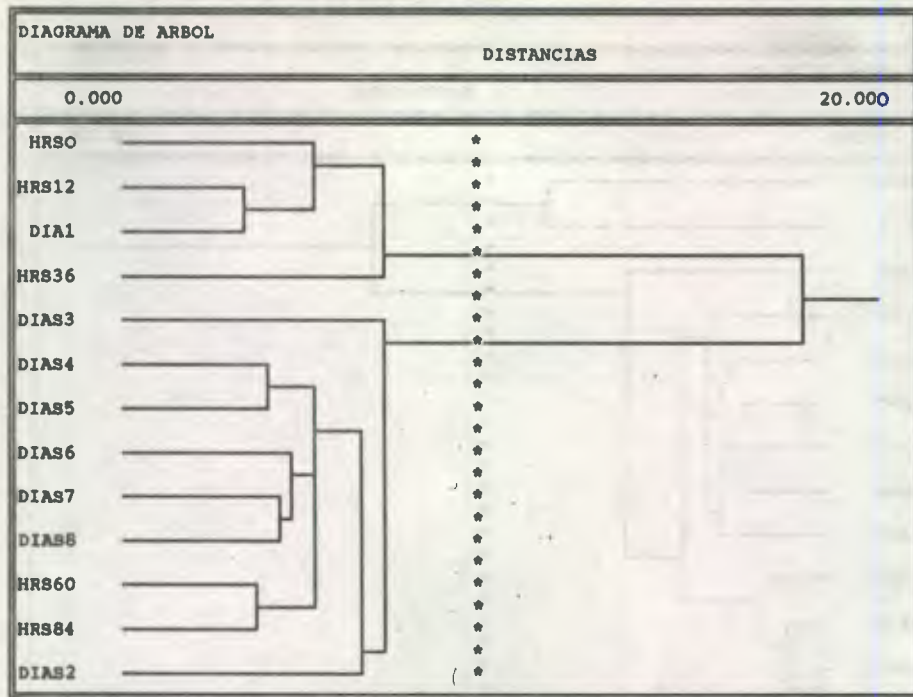 DIAGRAMA DE ARBOL
DISTANCIAS
0.000 20.000
HRS0
HRS12
DIA1
HRS36
DIAS3
DIAS4
DIAS5
DIAS6
DIAS7
DIAS8
HRS60
HRS84
DIAS2